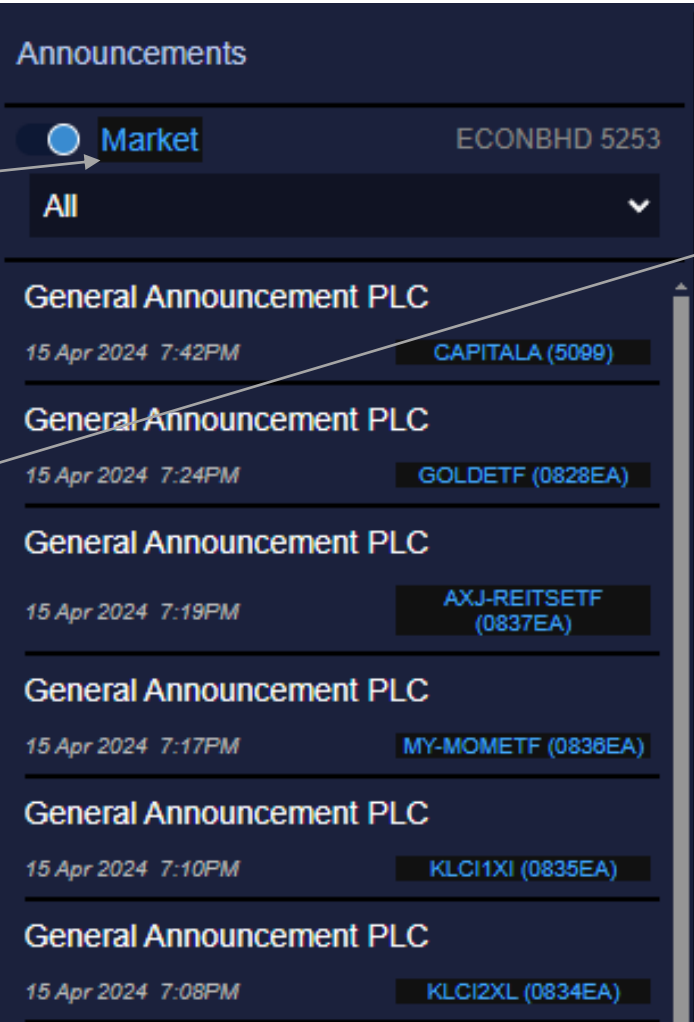 Announcements
Market ECONBHD 5253
All
General Announcement PLC
15 Apr 2024 7:42PM CAPITALA (5099)
General Announcement PLC
15 Apr 2024 7:24PM GOLDETF (0828EA)
General Announcement PLC
15 Apr 2024 7:19PM AXJ-REITSETF
(0837EA)
General Announcement PLC
15 Apr 2024 7:17PM MY-MOMETF (0836EA)
General Announcement PLC
15 Apr 2024 7:10PM KLCI1XI (0835EA)
General Announcement PLC
15 Apr 2024 7:08PM KLCI2XL (0834EA)